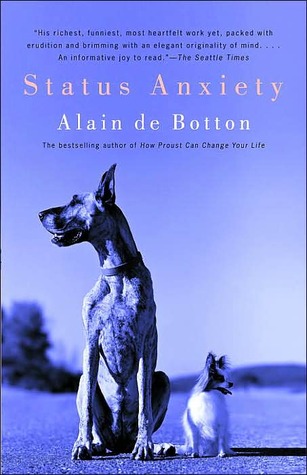 "His richest, funniest, most heartfelt work yet, packed with
erudition and brimming with an elegant originality of mind. . . .
An informative joy to read."—The Seattle Times
Status Anxiety
Alain de Botton
The bestselling author of How Proust Can Change Your Life